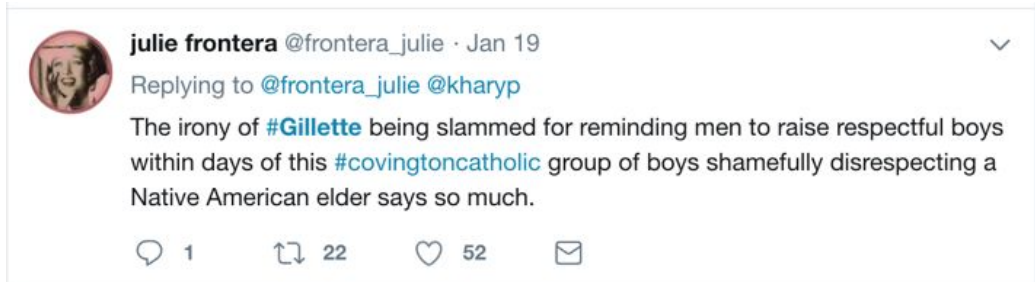 julie frontera @frontera_julie · Jan 19
Replying to @frontera_julie @kharyp
The irony of #Gillette being slammed for reminding men to raise respectful boys
within days of this #covingtoncatholic group of boys shamefully disrespecting a
Native American elder says so much.
1 22 52